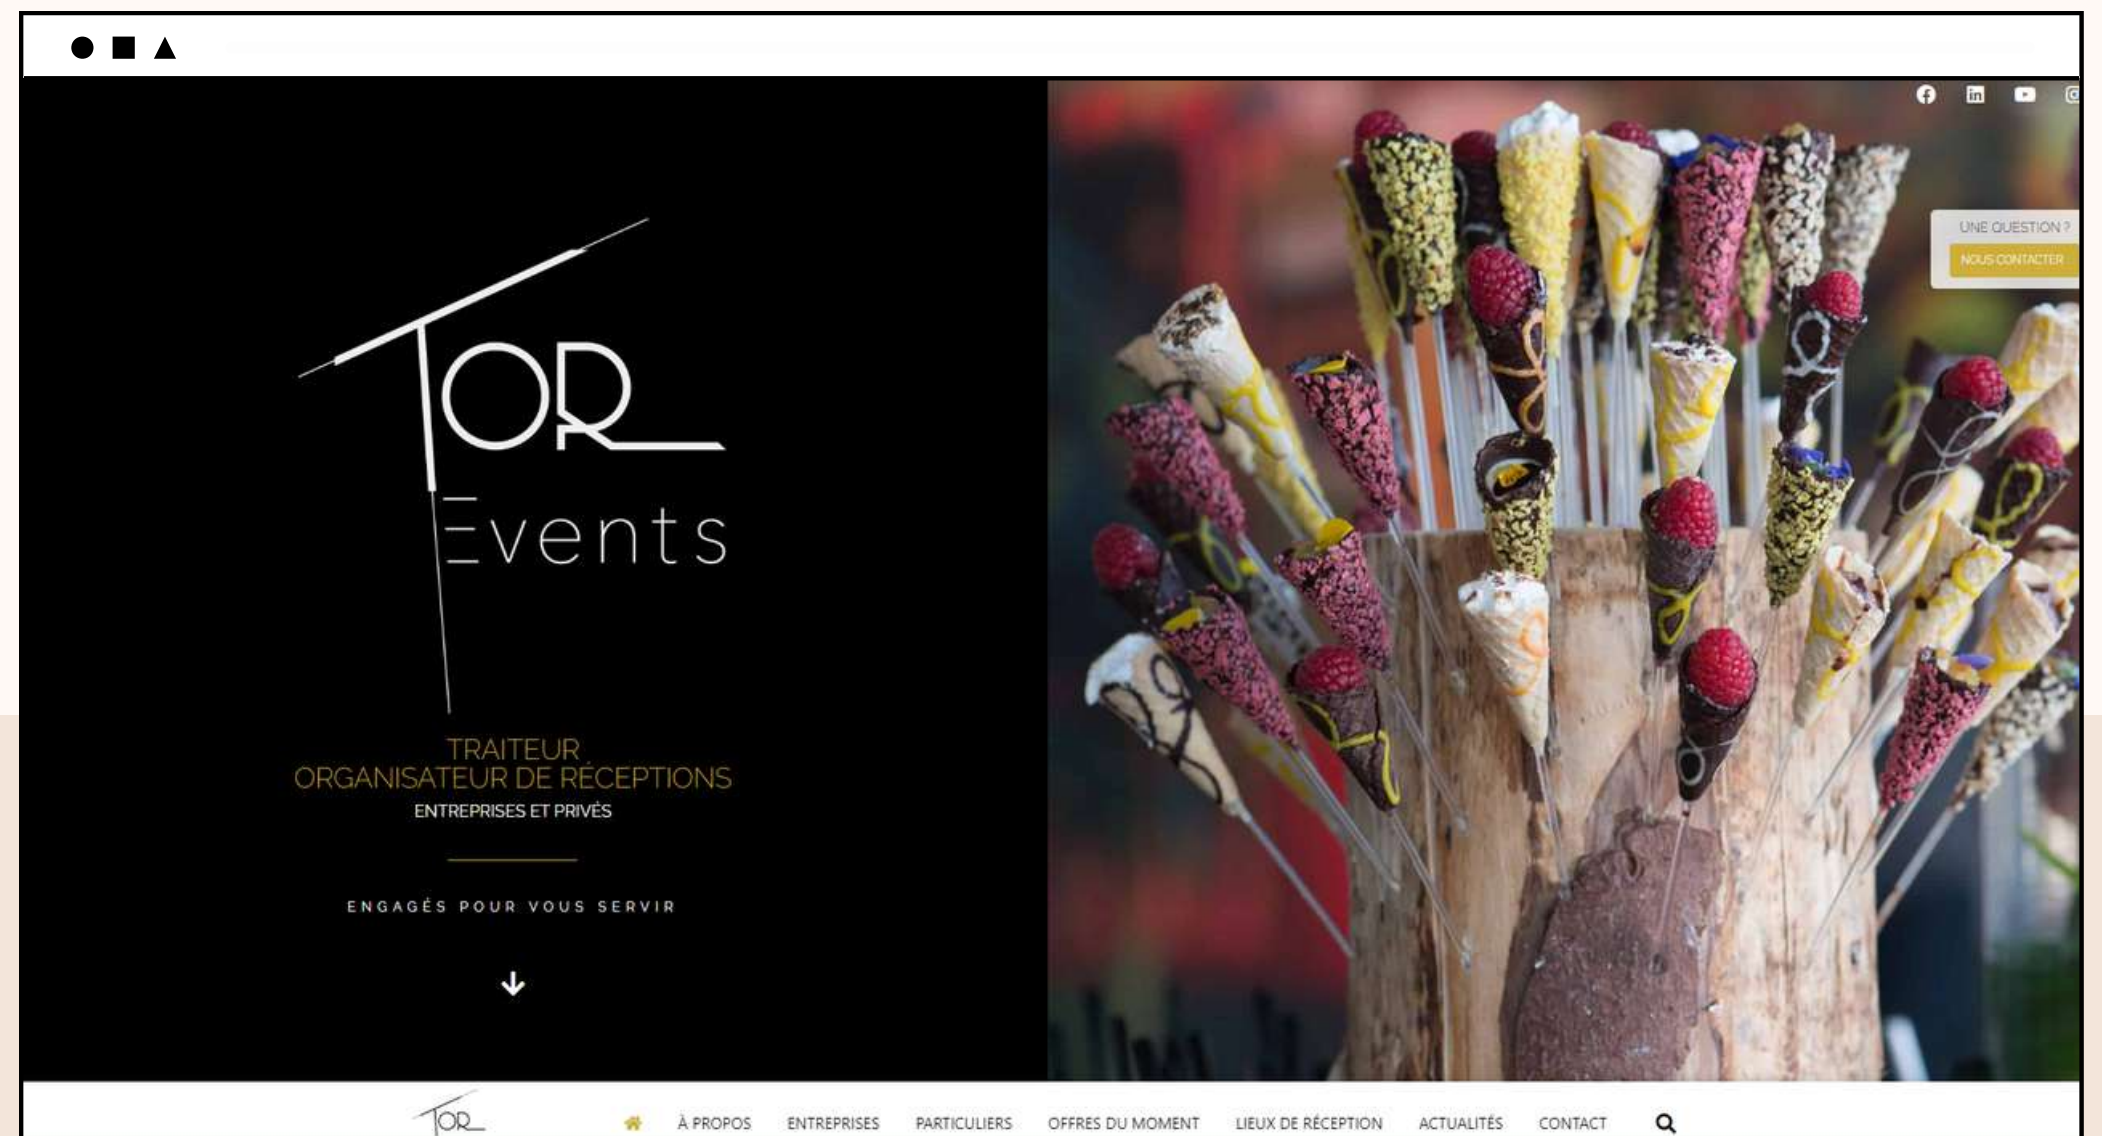 TOR
Events
TRAITEUR
ORGANISATEUR DE RÉCEPTIONS
ENTREPRISES ET PRIVÉS
ENGAGÉS POUR VOUS SERVIR
UNE QUESTION ?
NOUS CONTACTER
TOR
À PROPOS
ENTREPRISES
PARTICULIERS
OFFRES DU MOMENT
LIEUX DE RÉCEPTION
ACTUALITÉS
CONTACT